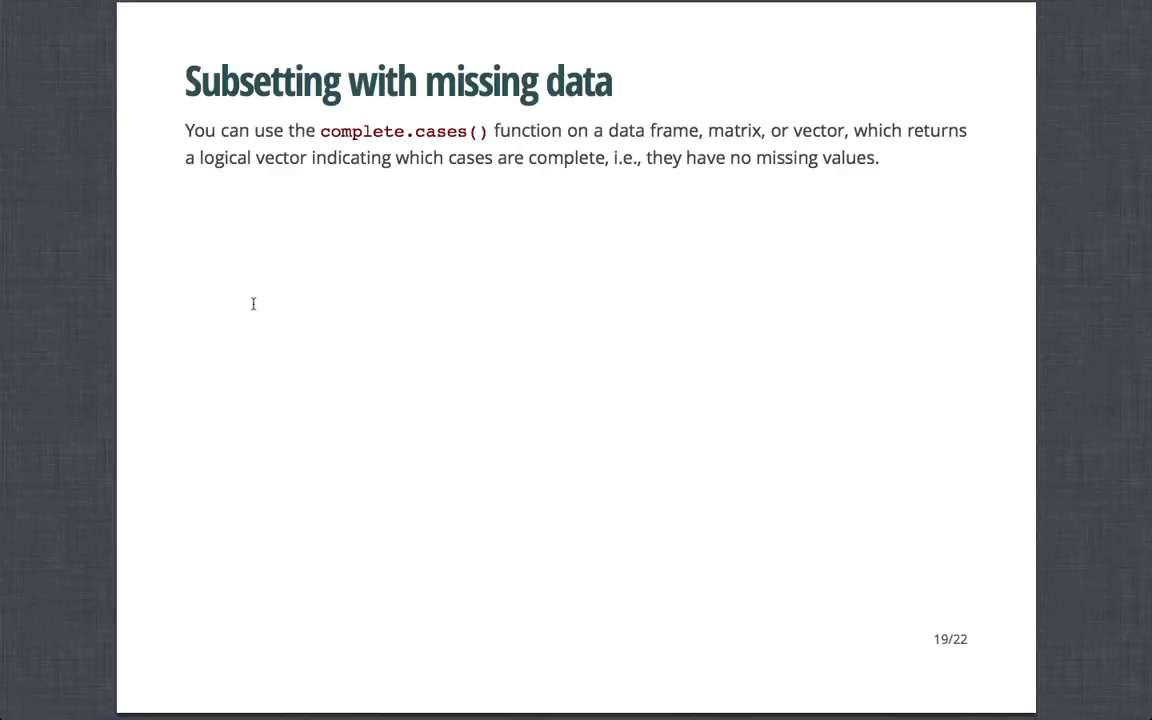 Subsetting with missing data
You can use the complete.cases() function on a data frame, matrix, or vector, which returns
a logical vector indicating which cases are complete, i.e., they have no missing values.
19/22